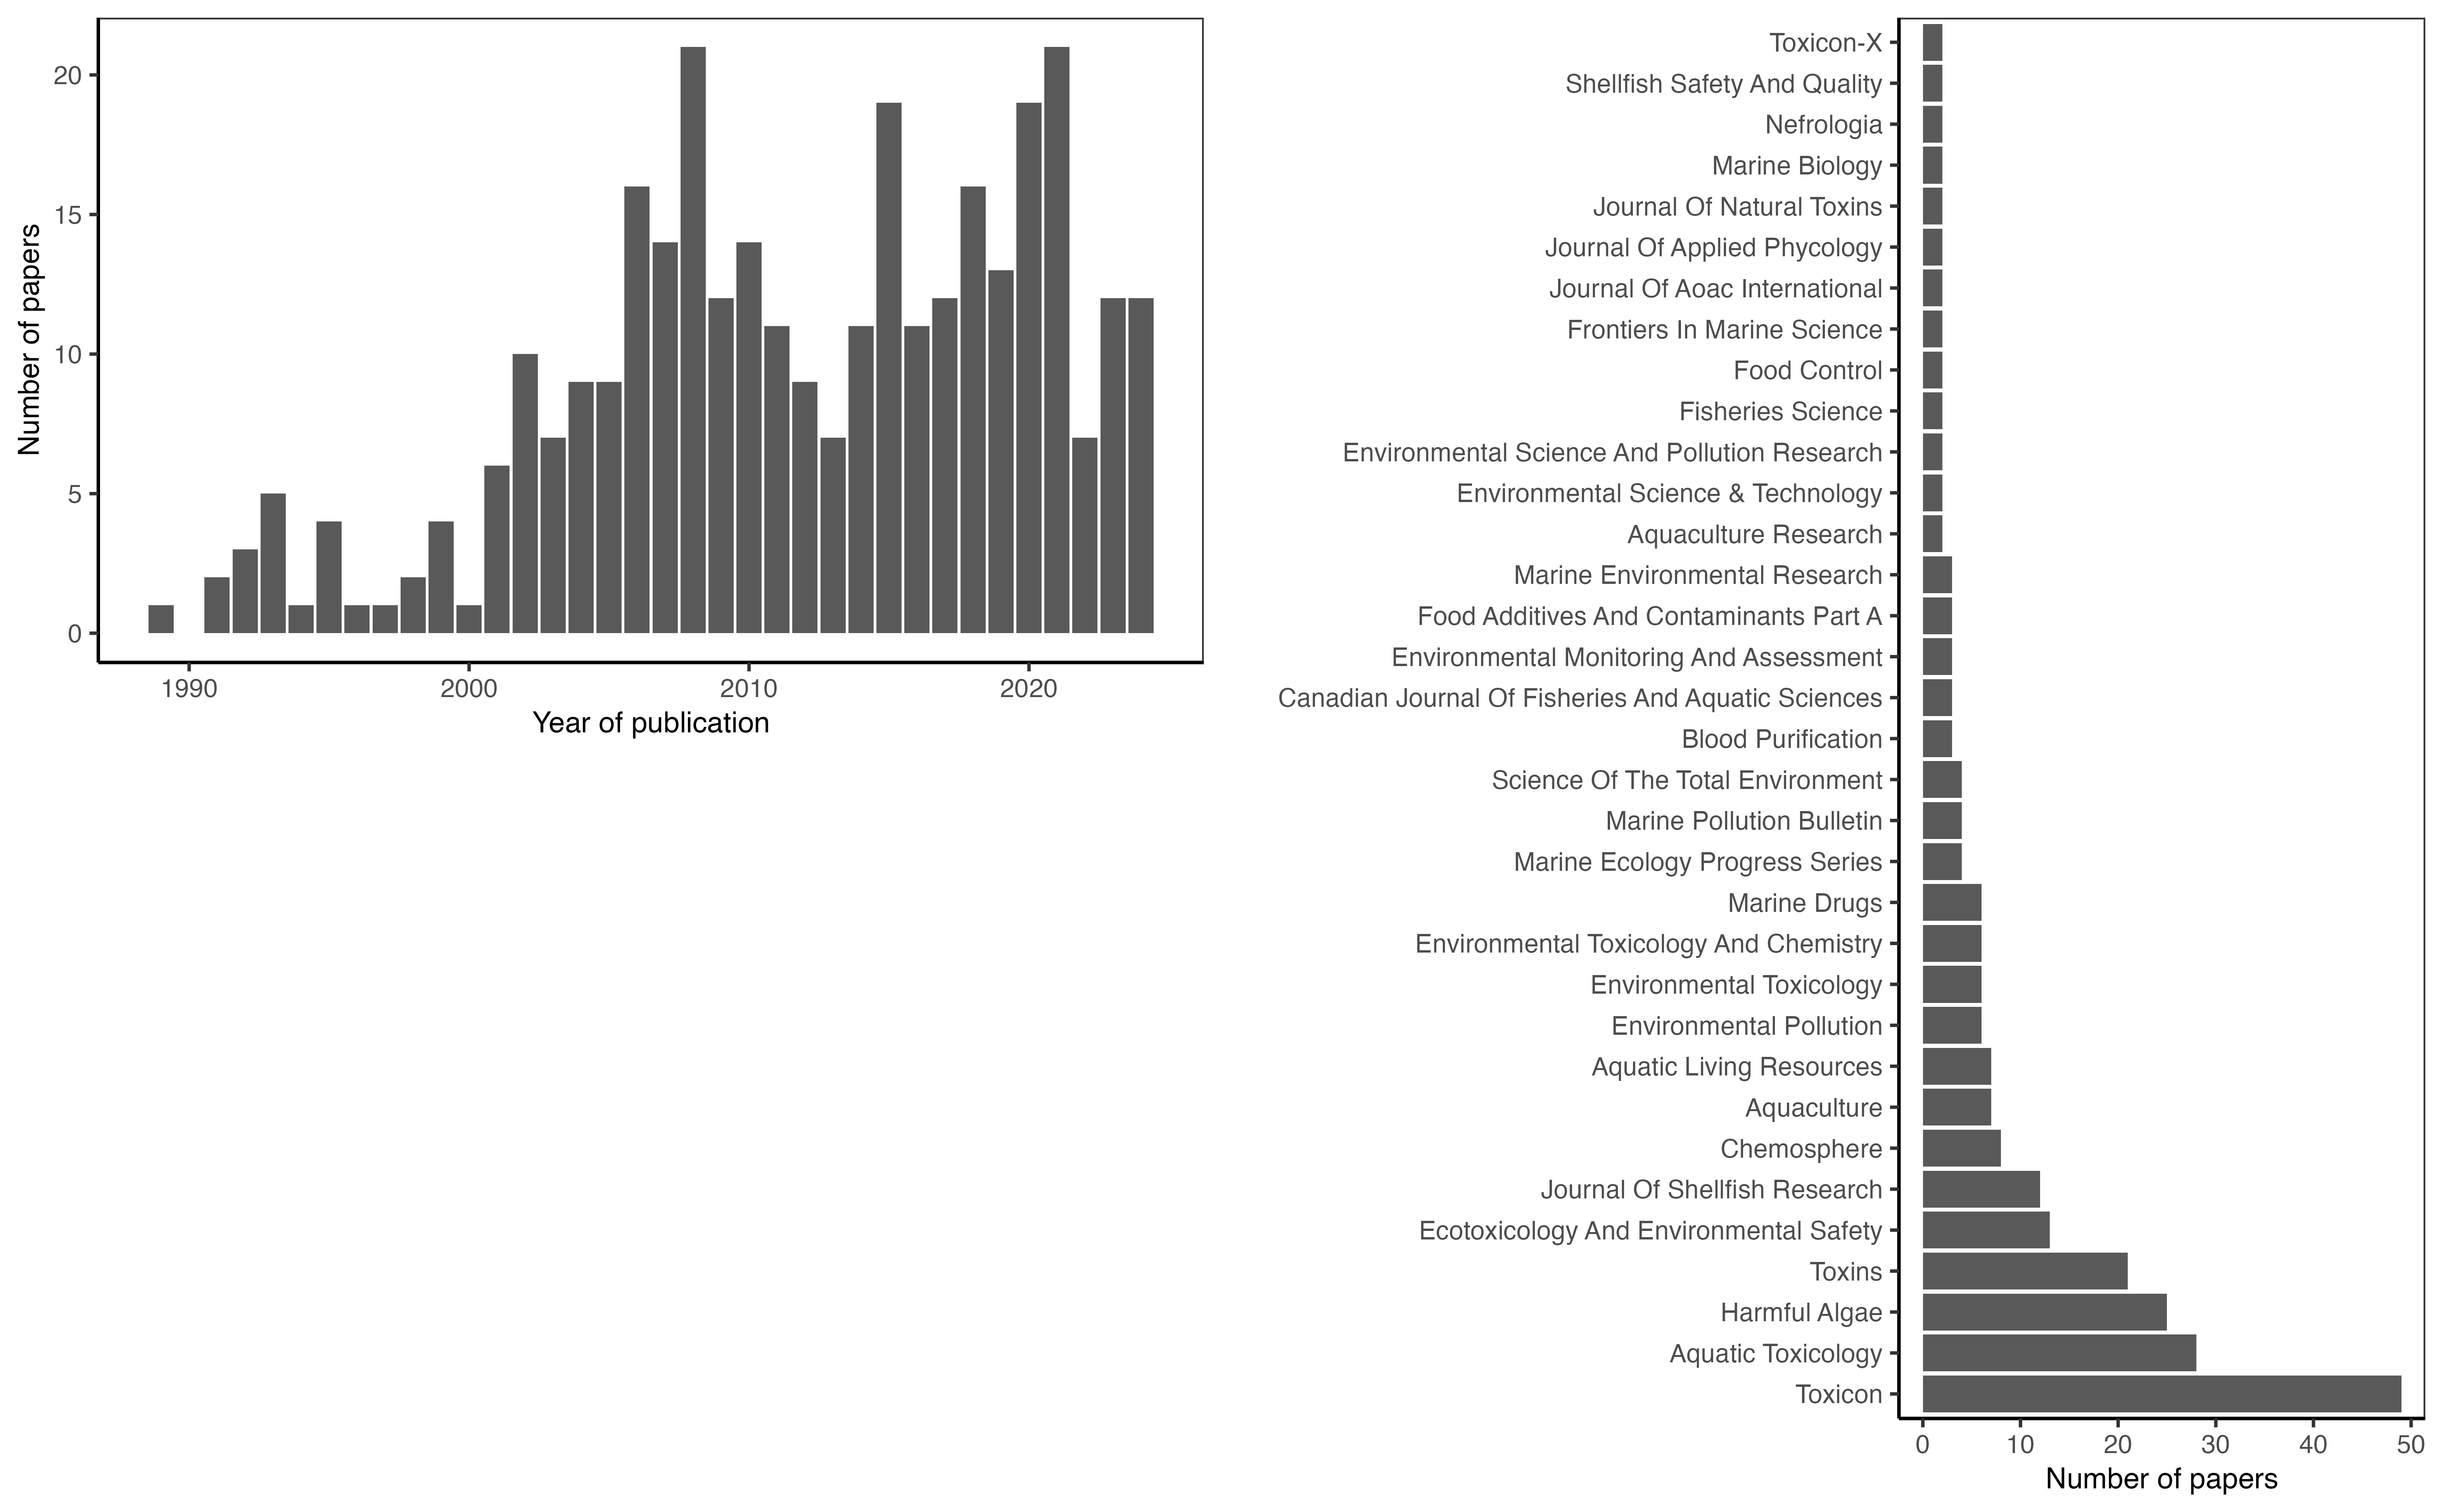 20
15
10
5
0
Number of papers
1990 2000 2010 2020
Year of publication
Toxicon-X
Shellfish Safety And Quality
Nefrologia
Marine Biology
Journal Of Natural Toxins
Journal Of Applied Phycology
Journal Of Aoac International
Frontiers In Marine Science
Food Control
Fisheries Science
Environmental Science And Pollution Research
Environmental Science & Technology
Aquaculture Research
Marine Environmental Research
Food Additives And Contaminants Part A
Environmental Monitoring And Assessment
Canadian Journal Of Fisheries And Aquatic Sciences
Blood Purification
Science Of The Total Environment
Marine Pollution Bulletin
Marine Ecology Progress Series
Marine Drugs
Environmental Toxicology And Chemistry
Environmental Toxicology
Environmental Pollution
Aquatic Living Resources
Aquaculture
Chemosphere
Journal Of Shellfish Research
Ecotoxicology And Environmental Safety
Toxins
Harmful Algae
Aquatic Toxicology
Toxicon
0 10 20 30 40 50
Number of papers